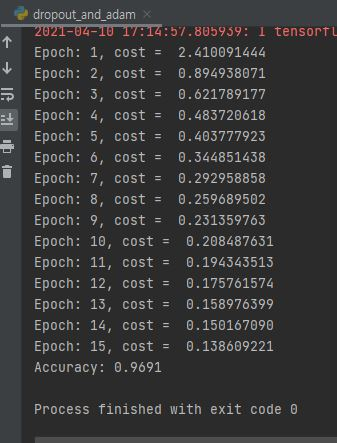 dropout_and_adam
2021-04-10 17:14:57.805939: I tensorfl
Epoch: 1, cost =  2.410091444
Epoch: 2, cost =  0.894938071
Epoch: 3, cost =  0.621789177
Epoch: 4, cost =  0.483720618
Epoch: 5, cost =  0.403777923
Epoch: 6, cost =  0.344851438
Epoch: 7, cost =  0.292958858
Epoch: 8, cost =  0.259689502
Epoch: 9, cost =  0.231359763
Epoch: 10, cost =  0.208487631
Epoch: 11, cost =  0.194343513
Epoch: 12, cost =  0.175761574
Epoch: 13, cost =  0.158976399
Epoch: 14, cost =  0.150167090
Epoch: 15, cost =  0.138609221
Accuracy: 0.9691
Process finished with exit code 0